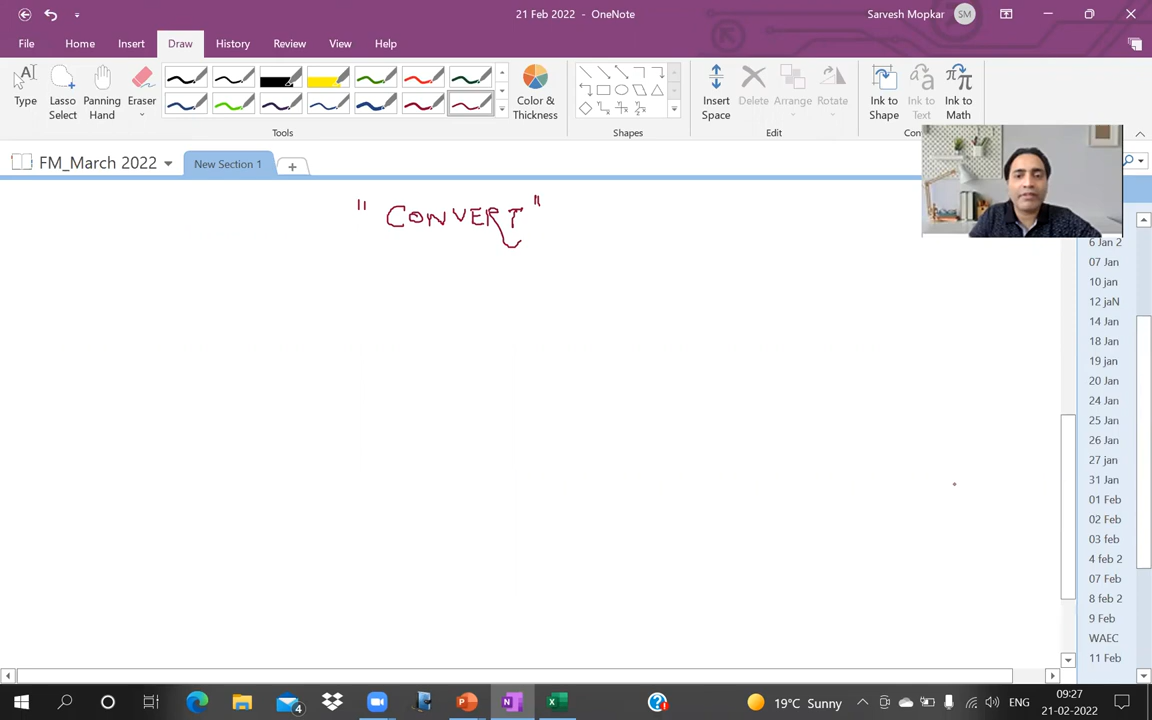 21 Feb 2022 - OneNote
Sarvesh Mopkar
SM
File
Home
Insert
Draw
History
Review
View
Help
Type
Lasso
Select
Panning
Hand
Eraser
Color &
Thickness
Insert
Space
Delete
Arrange
Rotate
Ink to
Shape
Ink to
Text
Ink to
Math
Tools
Shapes
Edit
FM_March 2022
New Section 1
" CONVERT "
6 Jan 2
07 Jan
10 jan
12 jaN
14 Jan
18 Jan
19 jan
20 Jan
24 Jan
25 Jan
26 Jan
27 jan
31 Jan
01 Feb
02 Feb
03 feb
4 feb 2
07 Feb
8 feb 2
9 Feb
WAEC
11 Feb
4
19°C Sunny
ENG
09:27
21-02-2022